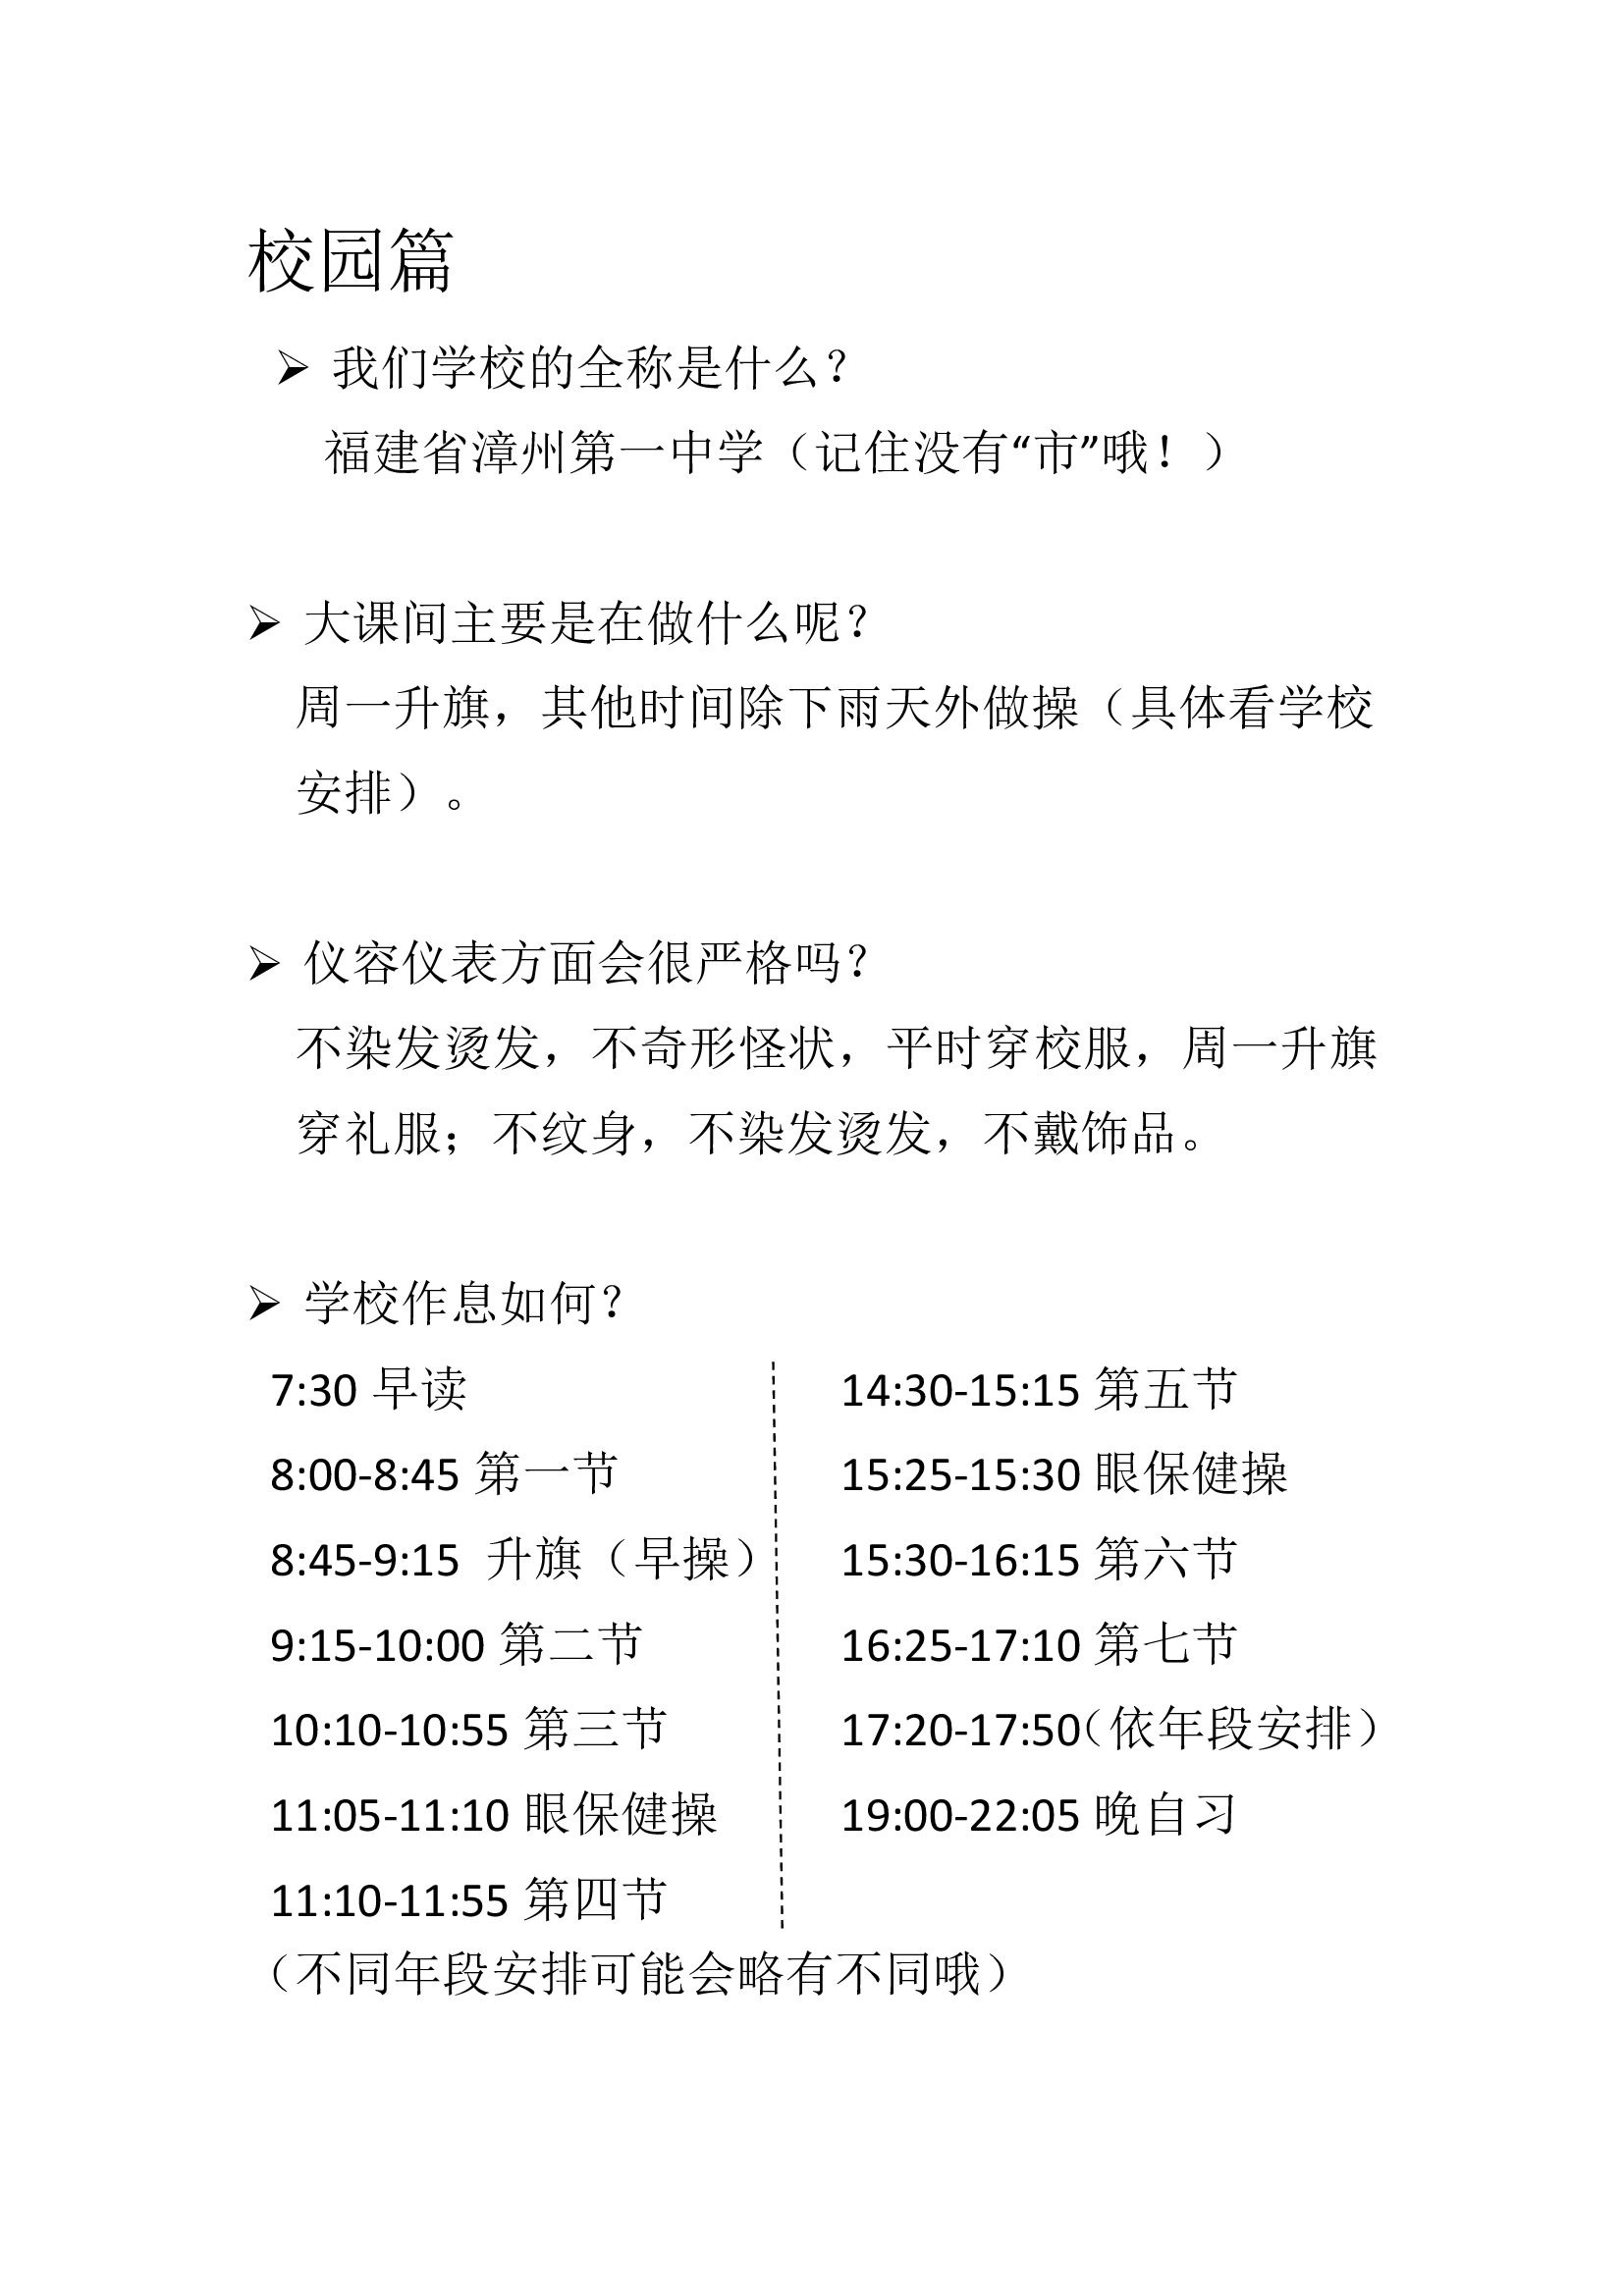 校园篇
➢ 我们学校的全称是什么？
福建省漳州第一中学（记住没有“市”哦！）
➢ 大课间主要是在做什么呢？
周一升旗，其他时间除下雨天外做操（具体看学校
安排）。
➢ 仪容仪表方面会很严格吗？
不染发烫发，不奇形怪状，平时穿校服，周一升旗
穿礼服；不纹身，不染发烫发，不戴饰品。
➢ 学校作息如何？
7:30 早读
8:00-8:45 第一节
8:45-9:15 升旗（早操）
9:15-10:00 第二节
10:10-10:55 第三节
11:05-11:10 眼保健操
11:10-11:55 第四节
14:30-15:15 第五节
15:25-15:30 眼保健操
15:30-16:15 第六节
16:25-17:10 第七节
17:20-17:50（依年段安排）
19:00-22:05 晚自习
（不同年段安排可能会略有不同哦）